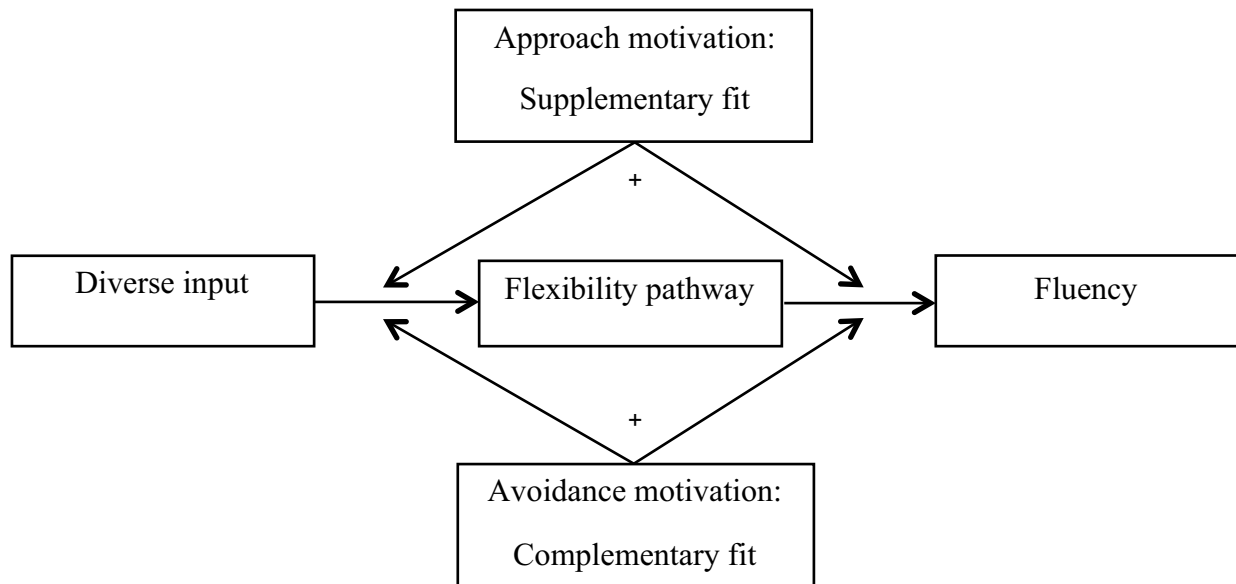 Approach motivation:
Supplementary fit
+
Diverse input
Flexibility pathway
Fluency
+
Avoidance motivation:
Complementary fit